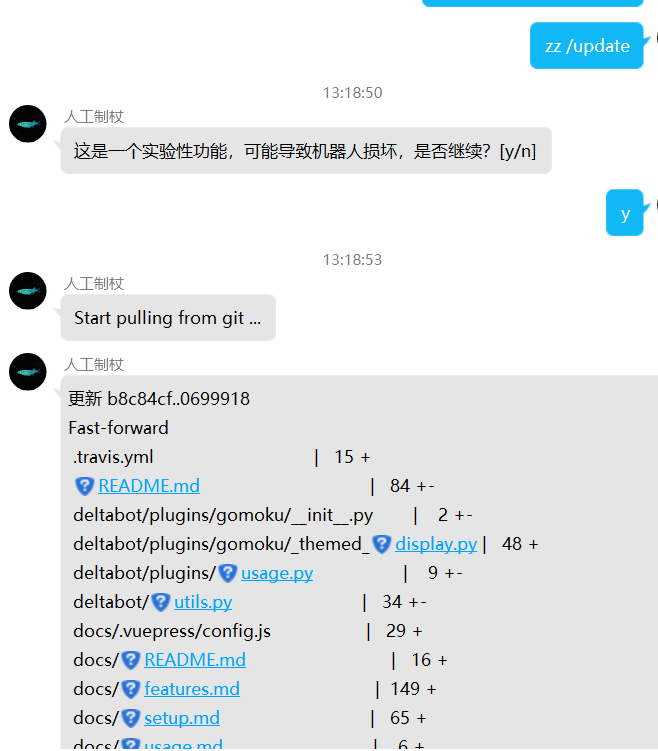 zz /update
13:18:50
人工制杖
这是一个实验性功能，可能导致机器人损坏，是否继续？[y/n]
y
13:18:53
人工制杖
Start pulling from git ...
人工制杖
更新 b8c84cf..0699918
Fast-forward
.travis.yml | 15 +
README.md | 84 +-
deltabot/plugins/gomoku/__init__.py | 2 +-
deltabot/plugins/gomoku/_themed_display.py | 48 +
deltabot/plugins/usage.py | 9 +-
deltabot/utils.py | 34 +-
docs/.vuepress/config.js | 29 +
docs/README.md | 16 +
docs/features.md | 149 +
docs/setup.md | 65 +
docs/usage.md | 6 +